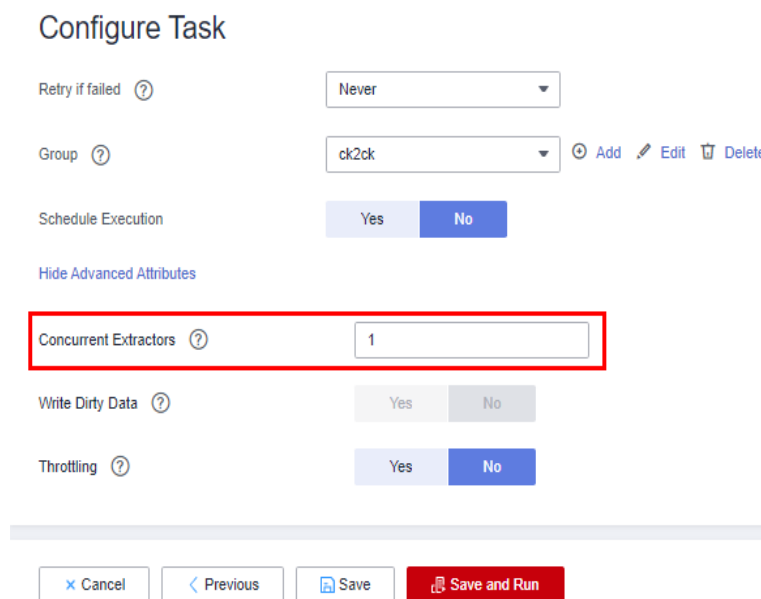 Configure Task
Retry if failed ? Never
Group ? ck2ck Add Edit Delete
Schedule Execution Yes No
Hide Advanced Attributes
Concurrent Extractors ? 1
Write Dirty Data ? Yes No
Throttling ? Yes No
Cancel Previous Save Save and Run